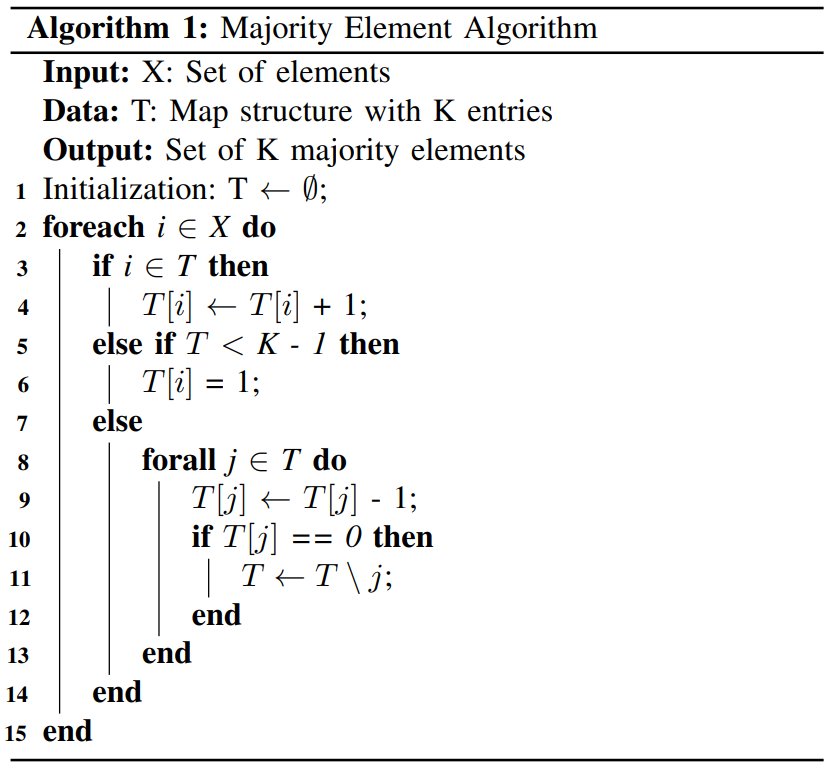 Algorithm 1: Majority Element Algorithm
Input: X: Set of elements
Data: T: Map structure with K entries
Output: Set of K majority elements
1 Initialization: T ← ∅;
2 foreach i ∈ X do
3 if i ∈ T then
4 T[i] ← T[i] + 1;
5 else if T < K - 1 then
6 T[i] = 1;
7 else
8 forall j ∈ T do
9 T[j] ← T[j] - 1;
10 if T[j] == 0 then
11 T ← T \ j;
12 end
13 end
14 end
15 end